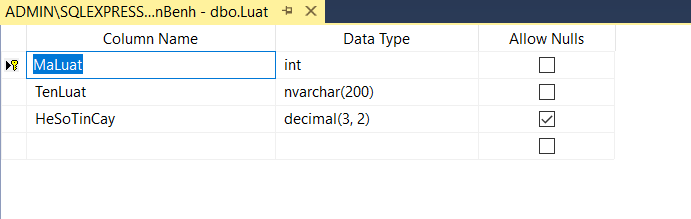 ADMIN\SQLEXPRESS...nBenh - dbo.Luat
Column Name Data Type Allow Nulls
MaLuat int
TenLuat nvarchar(200)
HeSoTinCay decimal(3, 2)